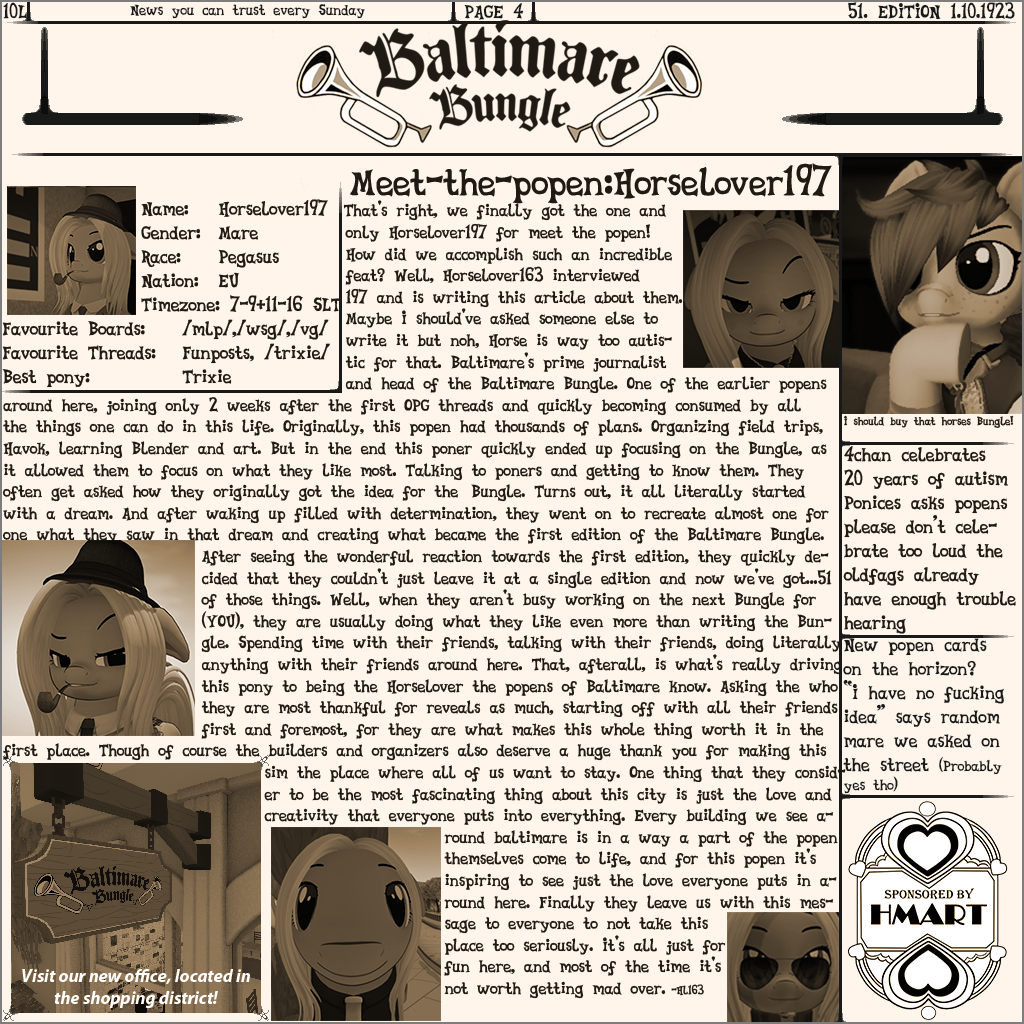 10L
News you can trust every Sunday
PAGE 4
51. EDITION 1.10.1923
Baltimare
Bungle
Name: Horselover197
Gender: Mare
Race: Pegasus
Nation: EU
Timezone: 7-9+11-16 SLT
Favourite Boards: /mlp/,/wsg/,/vg/
Favourite Threads: Funposts, /trixie/
Best pony: Trixie
Meet-the-popen:Horselover197
That's right, we finally got the one and
only Horselover197 for meet the popen!
How did we accomplish such an incredible
feat? Well, Horselover163 interviewed
197 and is writing this article about them.
Maybe i should've asked someone else to
write it but noh, Horse is way too autis-
tic for that. Baltimare's prime journalist
and head of the Baltimare Bungle. One of the earlier popens
around here, joining only 2 weeks after the first OPG threads and quickly becoming consumed by all
the things one can do in this life. Originally, this popen had thousands of plans. Organizing field trips,
Havok, learning Blender and art. But in the end this poner quickly ended up focusing on the Bungle, as
it allowed them to focus on what they like most. Talking to poners and getting to know them. They
often get asked how they originally got the idea for the Bungle. Turns out, it all literally started
with a dream. And after waking up filled with determination, they went on to recreate almost one for
one what they saw in that dream and creating what became the first edition of the Baltimare Bungle.
After seeing the wonderful reaction towards the first edition, they quickly de-
cided that they couldn't just leave it at a single edition and now we've got...51
of those things. Well, when they aren't busy working on the next Bungle for
(YOU), they are usually doing what they like even more than writing the Bun-
gle. Spending time with their friends, talking with their friends, doing literally
anything with their friends around here. That, afterall, is what's really driving
this pony to being the Horselover the popens of Baltimare know. Asking the who
they are most thankful for reveals as much, starting off with all their friends
first and foremost, for they are what makes this whole thing worth it in the
first place. Though of course the builders and organizers also deserve a huge thank you for making this
sim the place where all of us want to stay. One thing that they consid-
er to be the most fascinating thing about this city is just the love and
creativity that everyone puts into everything. Every building we see a-
round baltimare is in a way a part of the popen
themselves come to life, and for this popen it's
inspiring to see just the love everyone puts in a-
round here. Finally they leave us with this mes-
sage to everyone to not take this
place too seriously. it's all just for
fun here, and most of the time it's
not worth getting mad over. -HL163
Baltimare
Bungle
Visit our new office, located in
the shopping district!
i should buy that horses Bungle!
4chan celebrates
20 years of autism
Ponices asks popens
please don't cele-
brate too loud the
oldfags already
have enough trouble
hearing
New popen cards
on the horizon?
"i have no fucking
idea" says random
mare we asked on
the street (Probably
yes tho)
SPONSORED BY
HMART